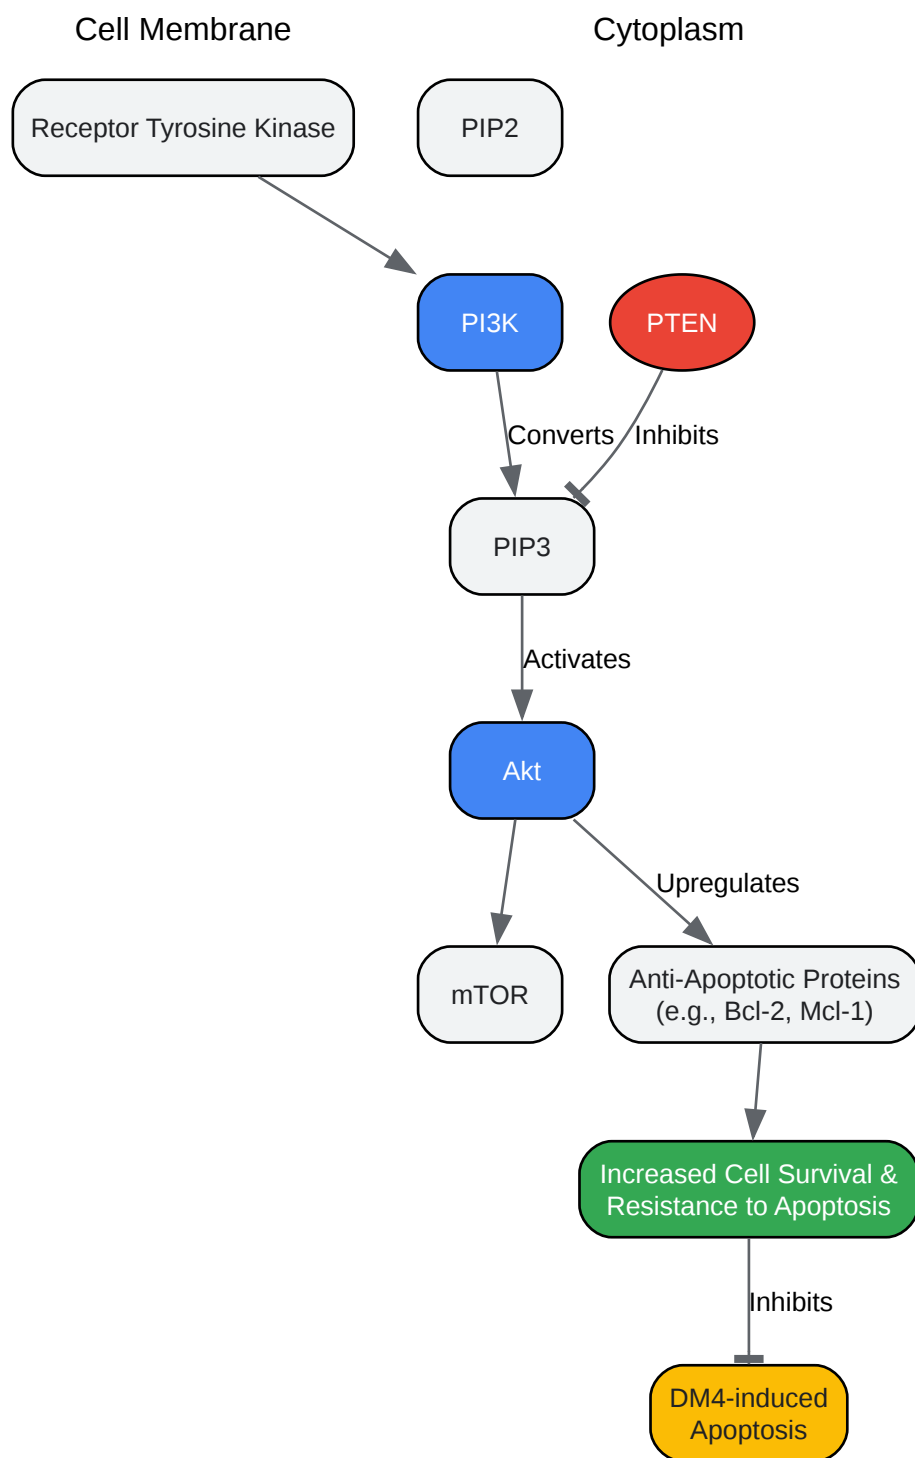 Cell Membrane
Cytoplasm
Receptor Tyrosine Kinase
PIP2
PI3K
PTEN
Converts
Inhibits
PIP3
Activates
Akt
Upregulates
mTOR
Anti-Apoptotic Proteins
(e.g., Bcl-2, Mcl-1)
Increased Cell Survival &
Resistance to Apoptosis
Inhibits
DM4-induced
Apoptosis